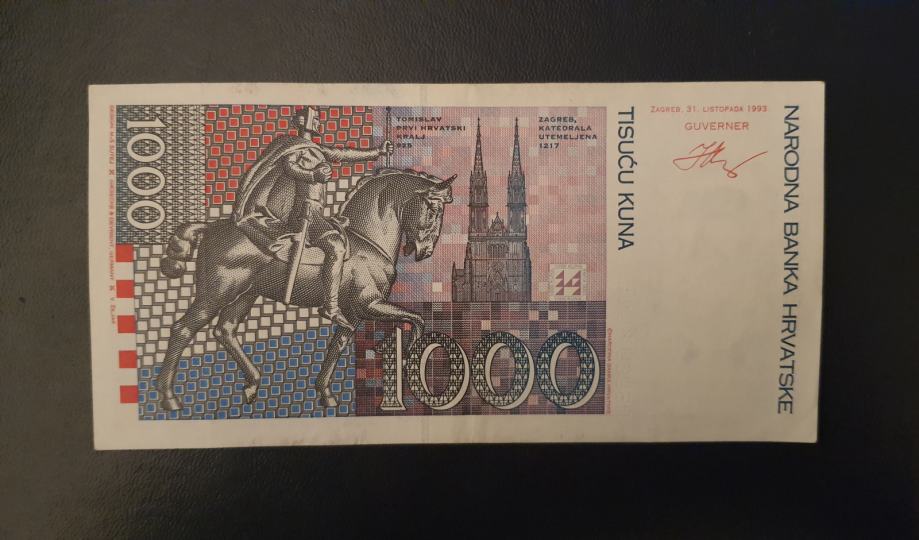 1000
TOMISLAV
PRVI HRVATSKI
KRALJ
925
ZAGREB,
KATEDRALA
UTEMELJENA
1217
TISUĆU KUNA
ZAGREB, 31. LISTOPADA 1993
GUVERNER
NARODNA BANKA HRVATSKE
1000